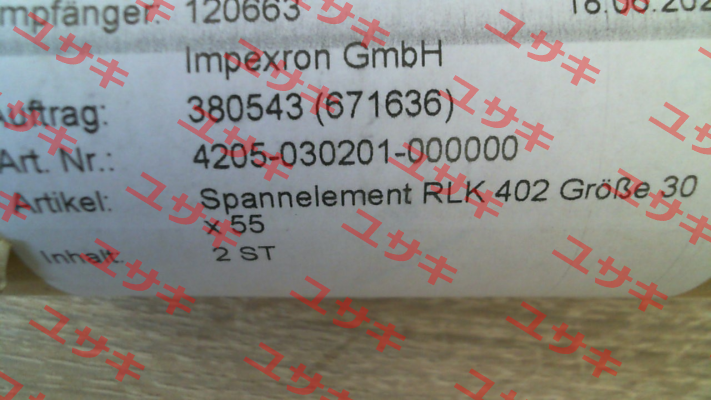 mpfänger: 120663
Impexron GmbH
Auftrag: 380543 (671636)
Art. Nr.: 4205-030201-000000
Artikel: Spannelement RLK 402 Größe 30
x 55
Inhalt: 2 ST
ユサキ